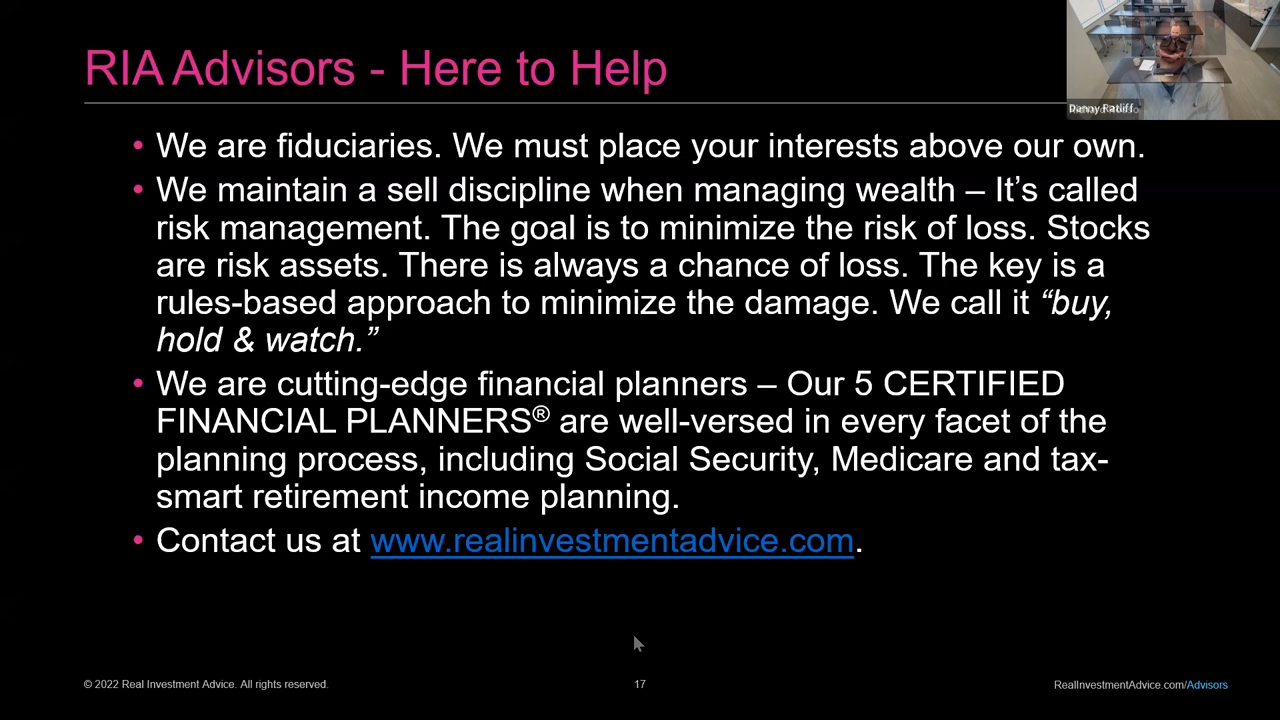 RIA Advisors - Here to Help
Danny Ratliff
• We are fiduciaries. We must place your interests above our own.
• We maintain a sell discipline when managing wealth – It’s called
risk management. The goal is to minimize the risk of loss. Stocks
are risk assets. There is always a chance of loss. The key is a
rules-based approach to minimize the damage. We call it “buy,
hold & watch.”
• We are cutting-edge financial planners – Our 5 CERTIFIED
FINANCIAL PLANNERS® are well-versed in every facet of the
planning process, including Social Security, Medicare and tax-
smart retirement income planning.
• Contact us at www.realinvestmentadvice.com.
© 2022 Real Investment Advice. All rights reserved.
17
RealInvestmentAdvice.com/Advisors